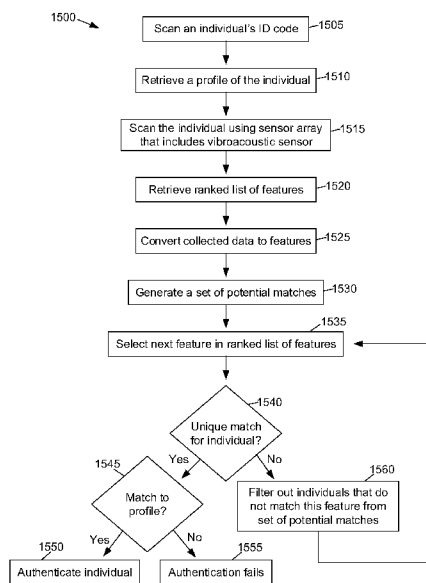 1500
Scan an individual's ID code
1505
Retrieve a profile of the individual
1510
Scan the individual using sensor array
that includes vibroacoustic sensor
1515
Retrieve ranked list of features
1520
Convert collected data to features
1525
Generate a set of potential matches
1530
1535
Select next feature in ranked list of features
1540
Unique match
for individual?
Yes
No
1545
Match to
profile?
1560
Filter out individuals that do
not match this feature from
set of potential matches
Yes
No
1550
Authenticate individual
1555
Authentication fails